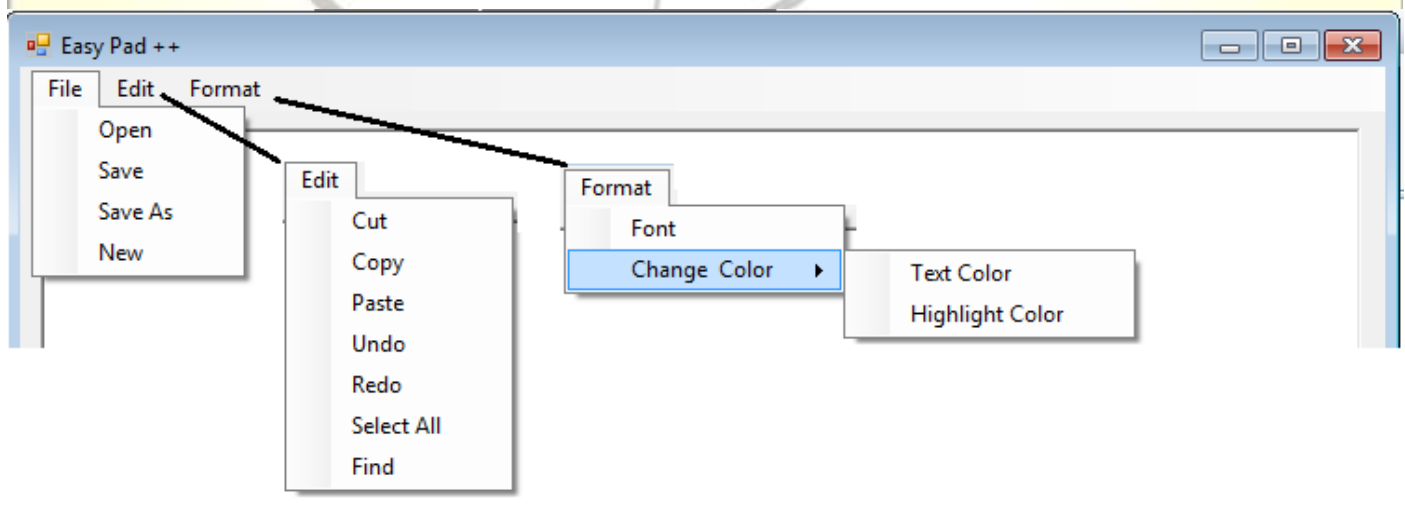 Easy Pad ++
File Edit Format
Open
Save
Save As
New
Edit
Cut
Copy
Paste
Undo
Redo
Select All
Find
Format
Font
Change Color
Text Color
Highlight Color